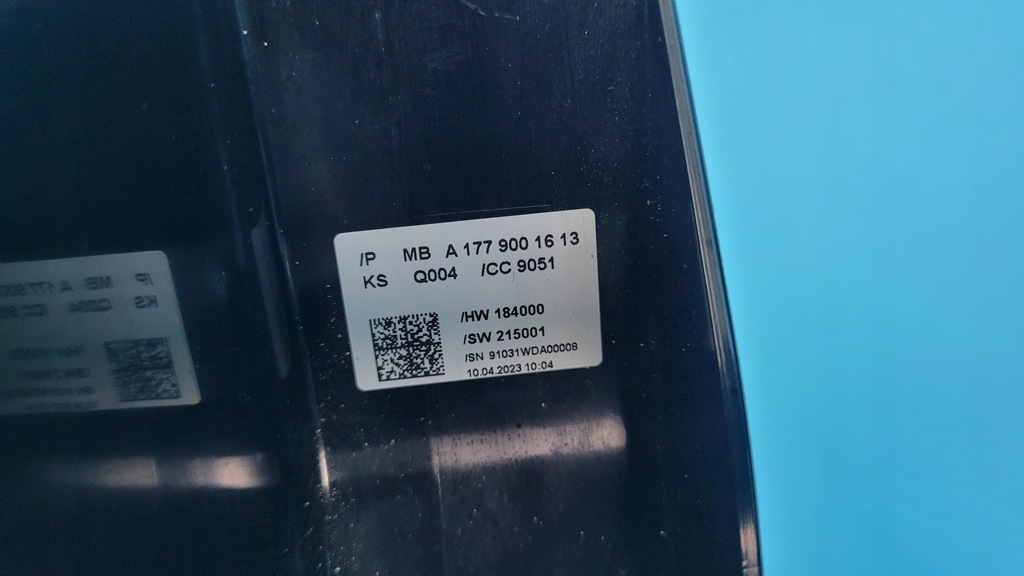 /P MB A 177 900 16 13
KS Q004 /CC 9051
/HW 184000
/SW 215001
/SN 91031WDA00008
10.04.2023 10:04